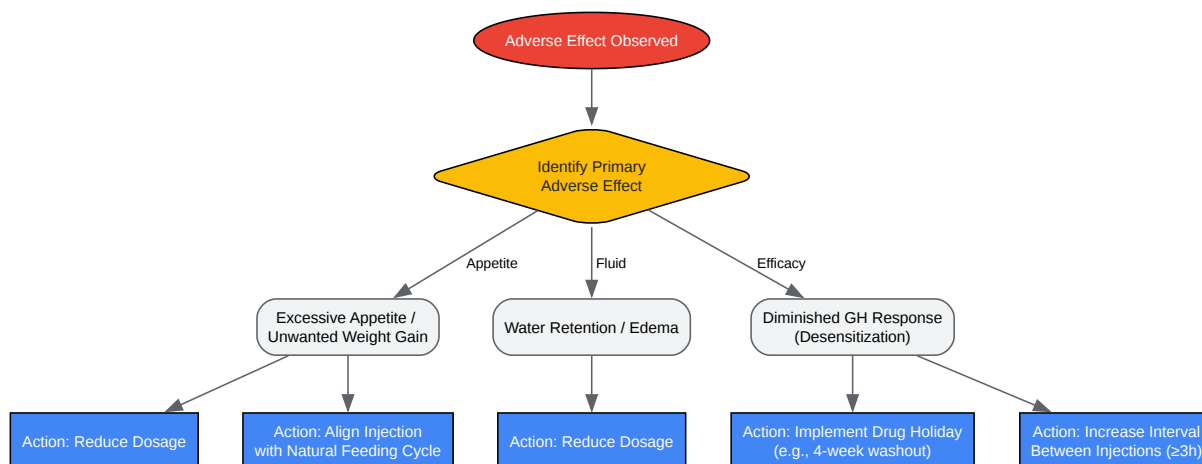 Adverse Effect Observed
Identify Primary
Adverse Effect
Appetite
Fluid
Efficacy
Excessive Appetite /
Unwanted Weight Gain
Water Retention / Edema
Diminished GH Response
(Desensitization)
Action: Reduce Dosage
Action: Align Injection
with Natural Feeding Cycle
Action: Reduce Dosage
Action: Implement Drug Holiday
(e.g., 4-week washout)
Action: Increase Interval
Between Injections (≥3h)